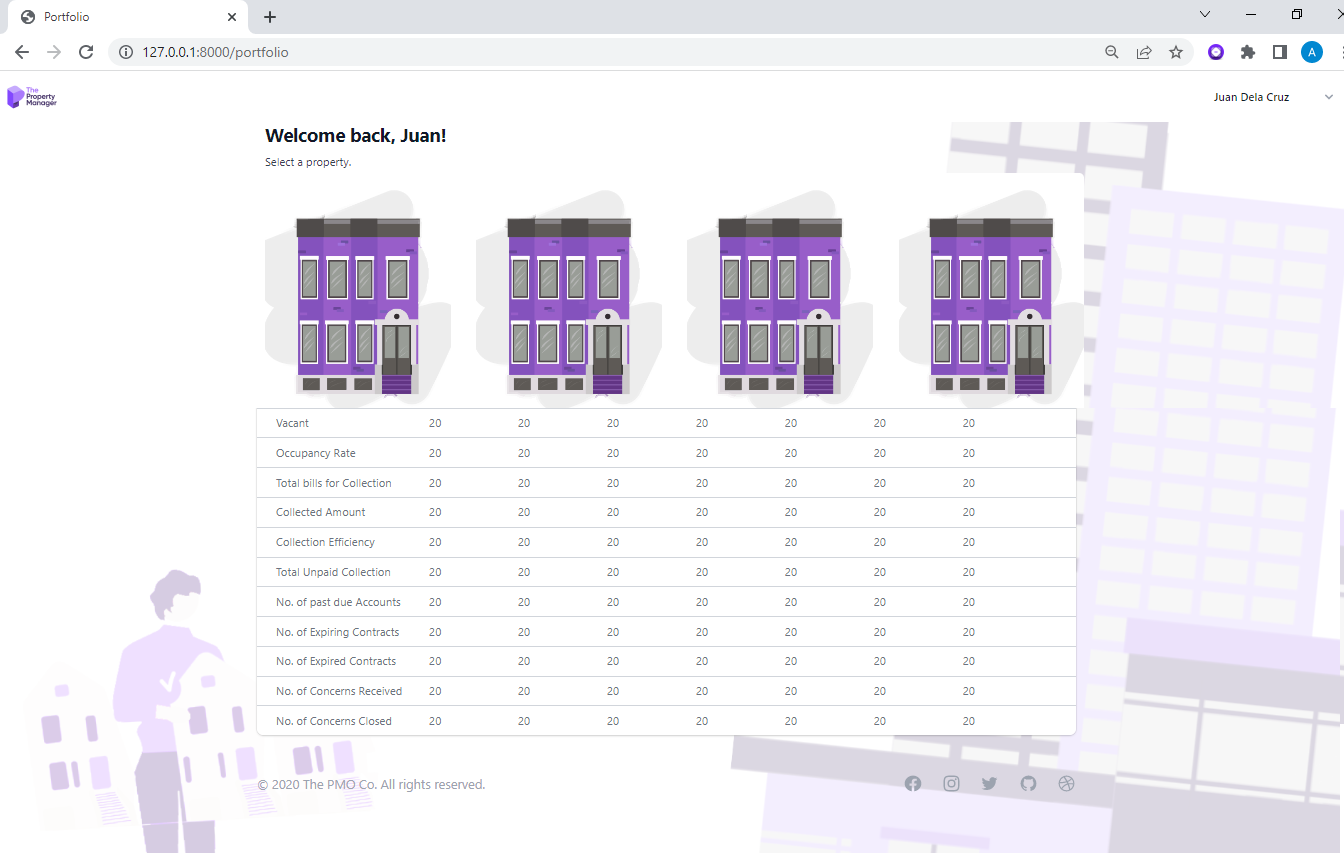 Portfolio
127.0.0.1:8000/portfolio
A
The
Property
Manager
Juan Dela Cruz
Welcome back, Juan!
Select a property.
Vacant 20 20 20 20 20 20 20
Occupancy Rate 20 20 20 20 20 20 20
Total bills for Collection 20 20 20 20 20 20 20
Collected Amount 20 20 20 20 20 20 20
Collection Efficiency 20 20 20 20 20 20 20
Total Unpaid Collection 20 20 20 20 20 20 20
No. of past due Accounts 20 20 20 20 20 20 20
No. of Expiring Contracts 20 20 20 20 20 20 20
No. of Expired Contracts 20 20 20 20 20 20 20
No. of Concerns Received 20 20 20 20 20 20 20
No. of Concerns Closed 20 20 20 20 20 20 20
© 2020 The PMO Co. All rights reserved.